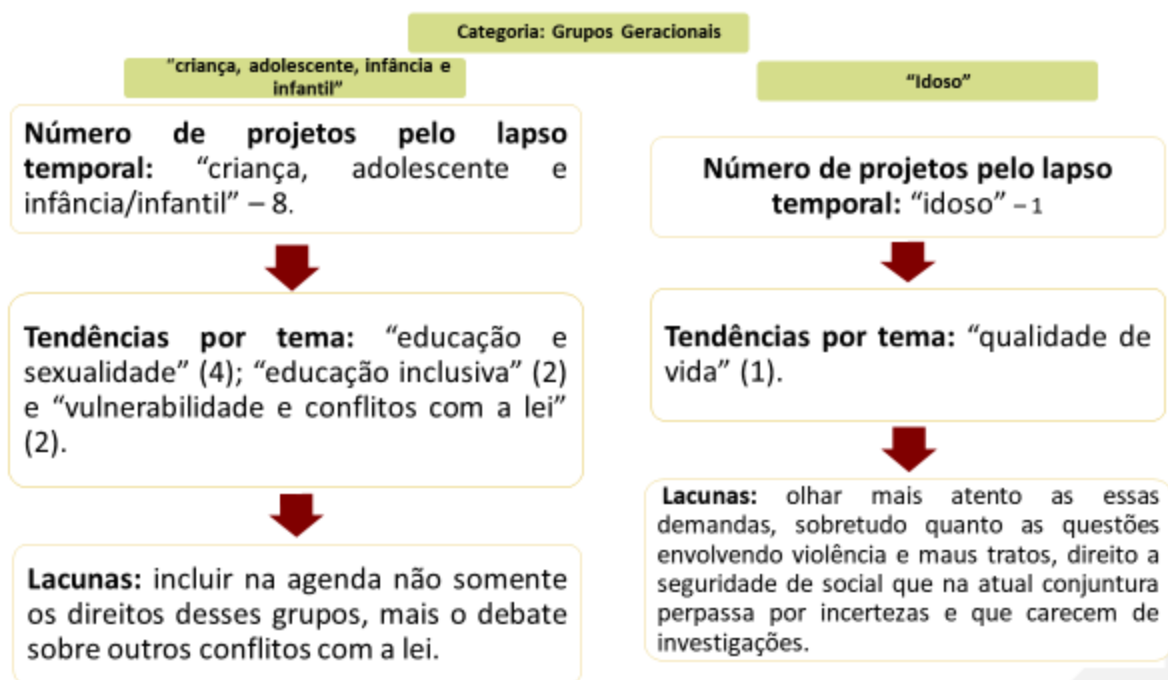 Categoria: Grupos Geracionais
"criança, adolescente, infância e
infantil"
Número de projetos pelo lapso
temporal: “criança, adolescente e
infância/infantil” – 8.
Tendências por tema: “educação e
sexualidade” (4); “educação inclusiva” (2)
e “vulnerabilidade e conflitos com a lei”
(2).
Lacunas: incluir na agenda não somente
os direitos desses grupos, mais o debate
sobre outros conflitos com a lei.
"Idoso"
Número de projetos pelo lapso
temporal: “idoso” – 1
Tendências por tema: “qualidade de
vida” (1).
Lacunas: olhar mais atento as essas
demandas, sobretudo quanto as questões
envolvendo violência e maus tratos, direito a
seguridade de social que na atual conjuntura
perpassa por incertezas e que carecem de
investigações.